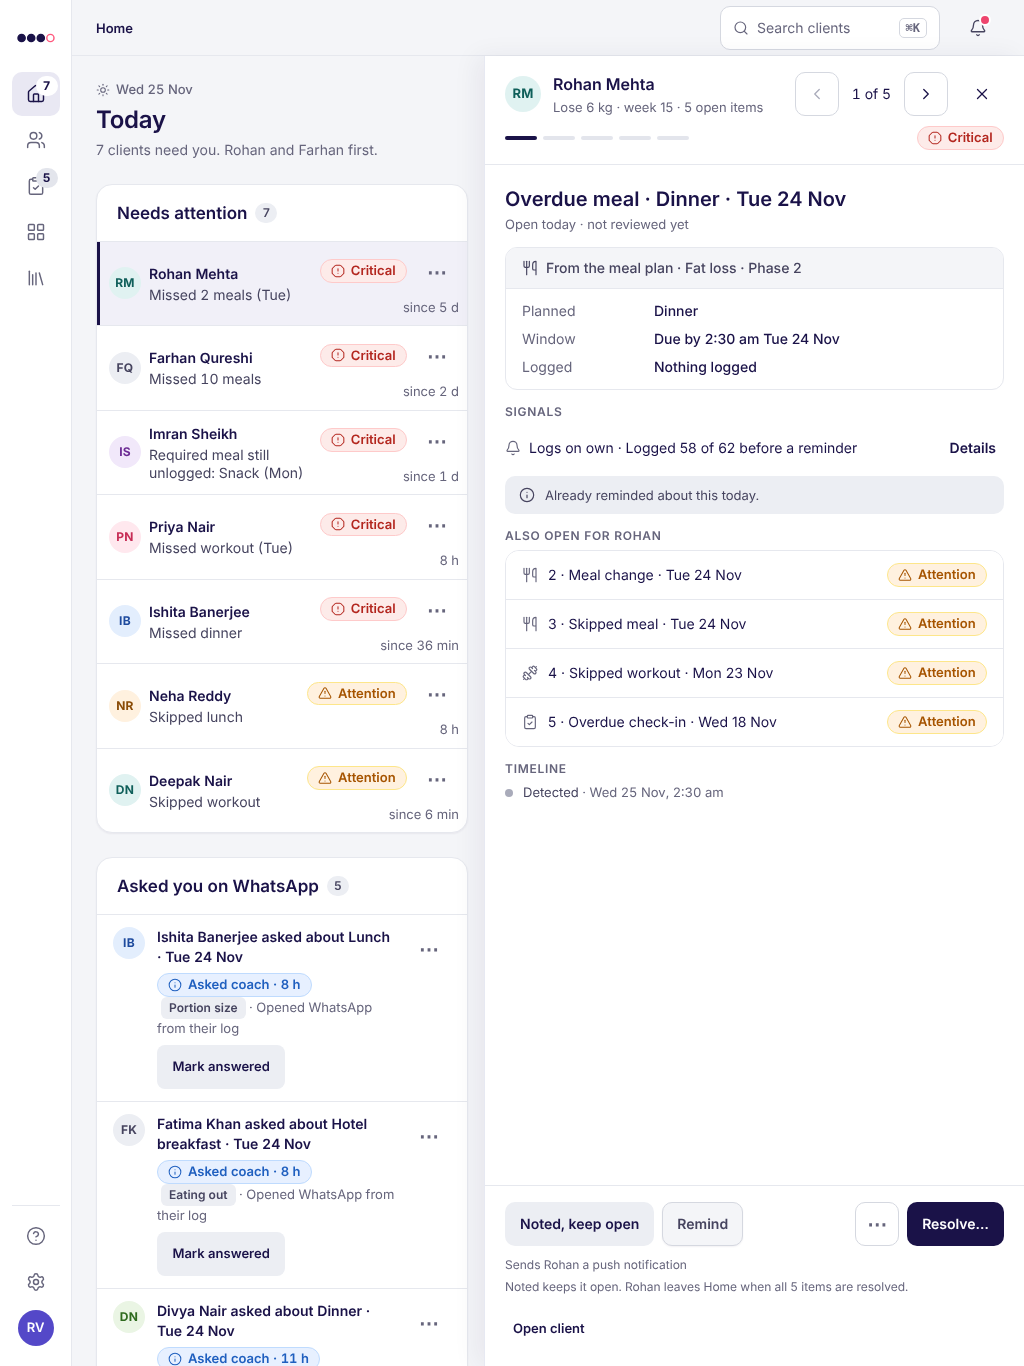 Home
Search clients
⌘K
7
5
RV
Wed 25 Nov
Today
7 clients need you. Rohan and Farhan first.
Needs attention 7
RM
Rohan Mehta
Missed 2 meals (Tue)
Critical
since 5 d
FQ
Farhan Qureshi
Missed 10 meals
Critical
since 2 d
IS
Imran Sheikh
Required meal still
unlogged: Snack (Mon)
Critical
since 1 d
PN
Priya Nair
Missed workout (Tue)
Critical
8 h
IB
Ishita Banerjee
Missed dinner
Critical
since 36 min
NR
Neha Reddy
Skipped lunch
Attention
8 h
DN
Deepak Nair
Skipped workout
Attention
since 6 min
Asked you on WhatsApp 5
IB
Ishita Banerjee asked about Lunch
· Tue 24 Nov
Asked coach · 8 h
Portion size · Opened WhatsApp
from their log
Mark answered
FK
Fatima Khan asked about Hotel
breakfast · Tue 24 Nov
Asked coach · 8 h
Eating out · Opened WhatsApp from
their log
Mark answered
DN
Divya Nair asked about Dinner ·
Tue 24 Nov
Asked coach · 11 h
RM
Rohan Mehta
Lose 6 kg · week 15 · 5 open items
1 of 5
Critical
Overdue meal · Dinner · Tue 24 Nov
Open today · not reviewed yet
From the meal plan · Fat loss · Phase 2
Planned Dinner
Window Due by 2:30 am Tue 24 Nov
Logged Nothing logged
SIGNALS
Logs on own · Logged 58 of 62 before a reminder
Details
Already reminded about this today.
ALSO OPEN FOR ROHAN
2 · Meal change · Tue 24 Nov Attention
3 · Skipped meal · Tue 24 Nov Attention
4 · Skipped workout · Mon 23 Nov Attention
5 · Overdue check-in · Wed 18 Nov Attention
TIMELINE
Detected · Wed 25 Nov, 2:30 am
Noted, keep open
Remind
Resolve...
Sends Rohan a push notification
Noted keeps it open. Rohan leaves Home when all 5 items are resolved.
Open client